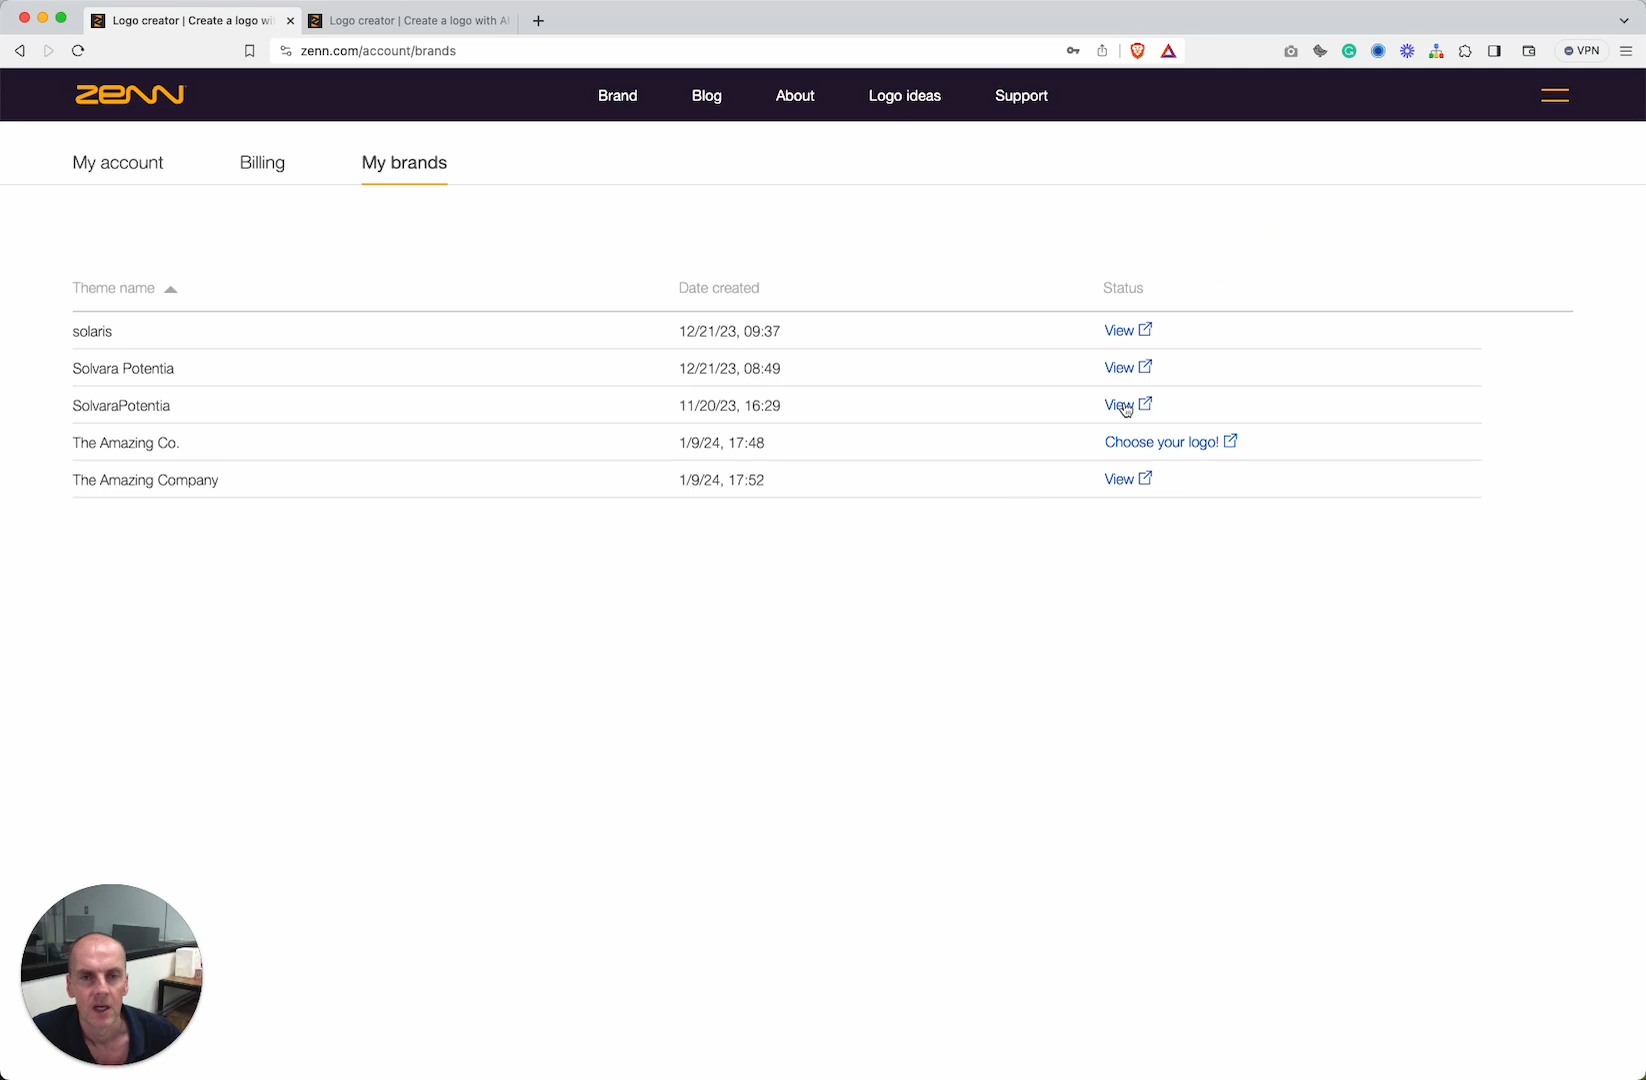 Logo creator | Create a logo wi
Logo creator | Create a logo with AI
zenn.com/account/brands
VPN
zenn
Brand
Blog
About
Logo ideas
Support
My account
Billing
My brands
Theme name
Date created
Status
solaris
12/21/23, 09:37
View
Solvara Potentia
12/21/23, 08:49
View
SolvaraPotentia
11/20/23, 16:29
View
The Amazing Co.
1/9/24, 17:48
Choose your logo!
The Amazing Company
1/9/24, 17:52
View